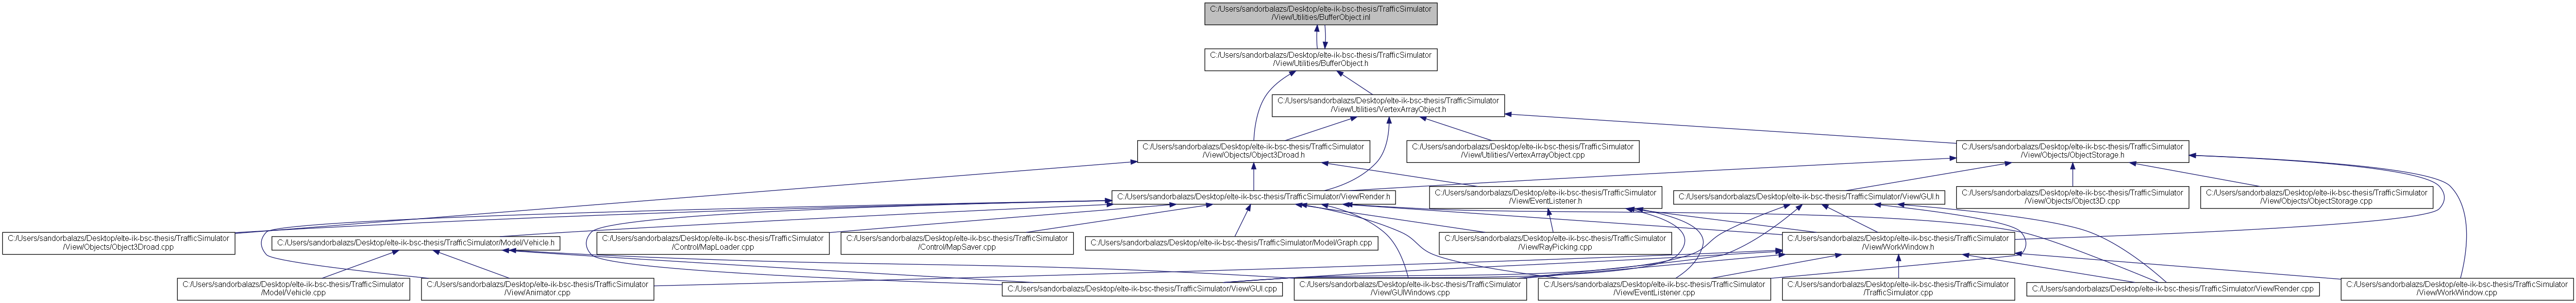 C:/Users/sandorbalazs/Desktop/elte-ik-bsc-thesis/TrafficSimulator
/View/Utilities/BufferObject.inl
C:/Users/sandorbalazs/Desktop/elte-ik-bsc-thesis/TrafficSimulator
/View/Utilities/BufferObject.h
C:/Users/sandorbalazs/Desktop/elte-ik-bsc-thesis/TrafficSimulator
/View/Utilities/VertexArrayObject.h
C:/Users/sandorbalazs/Desktop/elte-ik-bsc-thesis/TrafficSimulator
/View/Objects/Object3Droad.h
C:/Users/sandorbalazs/Desktop/elte-ik-bsc-thesis/TrafficSimulator
/View/Utilities/VertexArrayObject.cpp
C:/Users/sandorbalazs/Desktop/elte-ik-bsc-thesis/TrafficSimulator
/View/Objects/ObjectStorage.h
C:/Users/sandorbalazs/Desktop/elte-ik-bsc-thesis/TrafficSimulator/View/Render.h
C:/Users/sandorbalazs/Desktop/elte-ik-bsc-thesis/TrafficSimulator
/View/EventListener.h
C:/Users/sandorbalazs/Desktop/elte-ik-bsc-thesis/TrafficSimulator/View/GUI.h
C:/Users/sandorbalazs/Desktop/elte-ik-bsc-thesis/TrafficSimulator
/View/Objects/Object3D.cpp
C:/Users/sandorbalazs/Desktop/elte-ik-bsc-thesis/TrafficSimulator
/View/Objects/ObjectStorage.cpp
C:/Users/sandorbalazs/Desktop/elte-ik-bsc-thesis/TrafficSimulator
/View/Objects/Object3Droad.cpp
C:/Users/sandorbalazs/Desktop/elte-ik-bsc-thesis/TrafficSimulator/Model/Vehicle.h
C:/Users/sandorbalazs/Desktop/elte-ik-bsc-thesis/TrafficSimulator
/Control/MapLoader.cpp
C:/Users/sandorbalazs/Desktop/elte-ik-bsc-thesis/TrafficSimulator
/Control/MapSaver.cpp
C:/Users/sandorbalazs/Desktop/elte-ik-bsc-thesis/TrafficSimulator/Model/Graph.cpp
C:/Users/sandorbalazs/Desktop/elte-ik-bsc-thesis/TrafficSimulator
/View/RayPicking.cpp
C:/Users/sandorbalazs/Desktop/elte-ik-bsc-thesis/TrafficSimulator
/View/WorkWindow.h
C:/Users/sandorbalazs/Desktop/elte-ik-bsc-thesis/TrafficSimulator
/Model/Vehicle.cpp
C:/Users/sandorbalazs/Desktop/elte-ik-bsc-thesis/TrafficSimulator
/View/Animator.cpp
C:/Users/sandorbalazs/Desktop/elte-ik-bsc-thesis/TrafficSimulator/View/GUI.cpp
C:/Users/sandorbalazs/Desktop/elte-ik-bsc-thesis/TrafficSimulator
/View/GUIWindows.cpp
C:/Users/sandorbalazs/Desktop/elte-ik-bsc-thesis/TrafficSimulator
/View/EventListener.cpp
C:/Users/sandorbalazs/Desktop/elte-ik-bsc-thesis/TrafficSimulator
/TrafficSimulator.cpp
C:/Users/sandorbalazs/Desktop/elte-ik-bsc-thesis/TrafficSimulator/View/Render.cpp
C:/Users/sandorbalazs/Desktop/elte-ik-bsc-thesis/TrafficSimulator
/View/WorkWindow.cpp